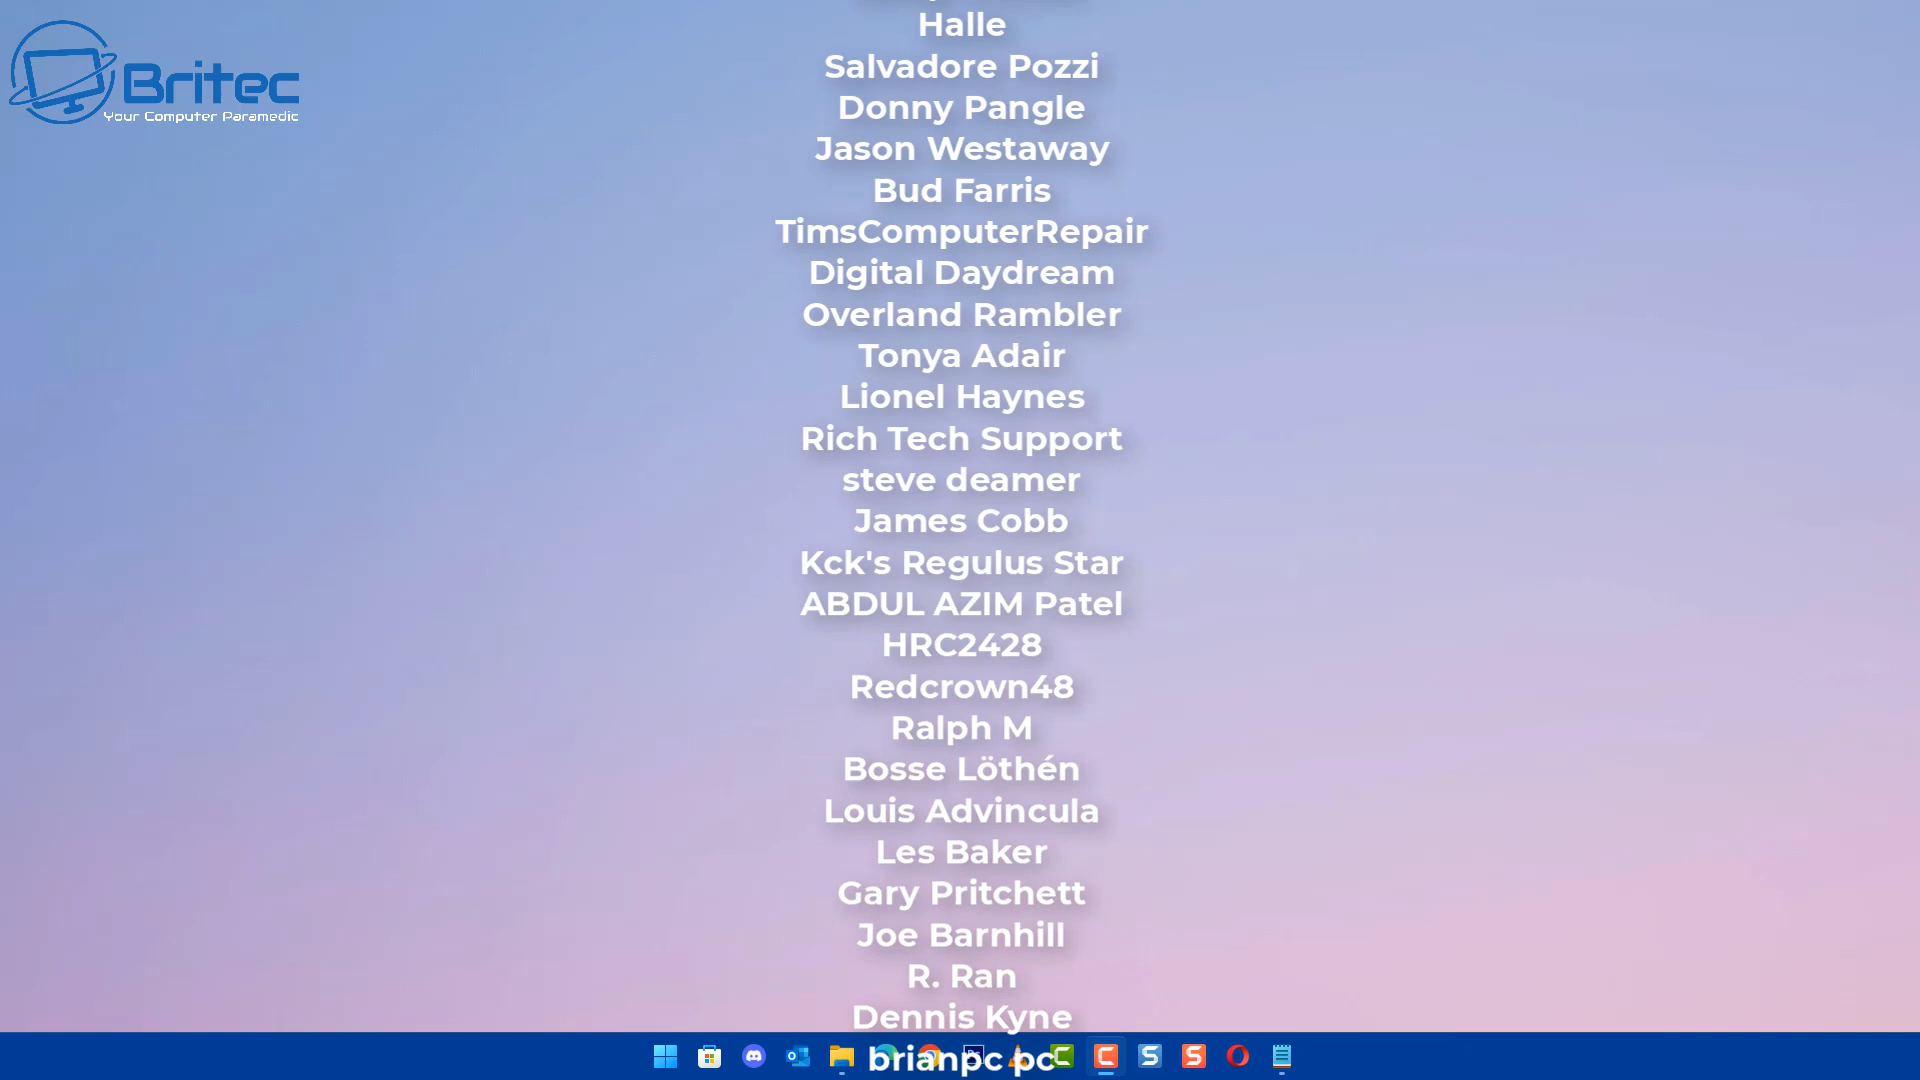 Britec
Your Computer Paramedic
Halle
Salvadore Pozzi
Donny Pangle
Jason Westaway
Bud Farris
TimsComputerRepair
Digital Daydream
Overland Rambler
Tonya Adair
Lionel Haynes
Rich Tech Support
steve deamer
James Cobb
Kck's Regulus Star
ABDUL AZIM Patel
HRC2428
Redcrown48
Ralph M
Bosse Löthén
Louis Advincula
Les Baker
Gary Pritchett
Joe Barnhill
R. Ran
Dennis Kyne
brianpc pc